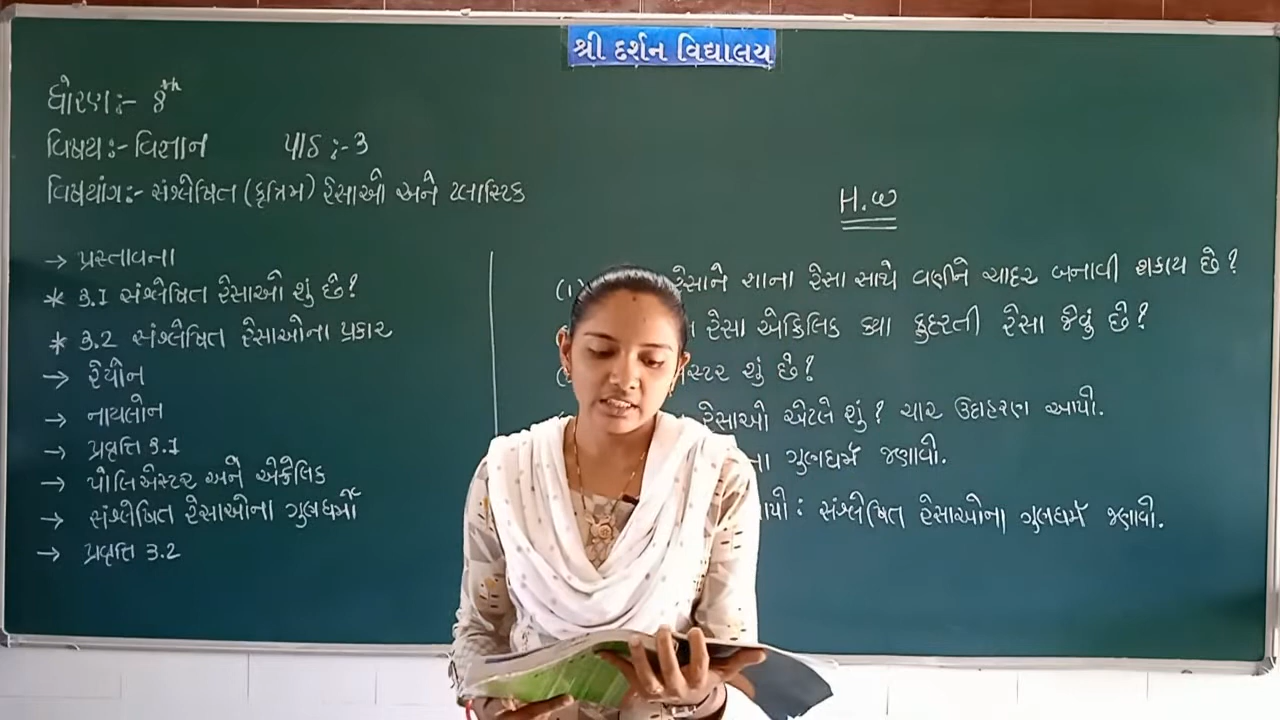 શ્રી દર્શન વિદ્યાલય
ધોરણ:- 8th
વિષય:- વિજ્ઞાન પાઠ :- 3
વિષયાંગ:- સંશ્લેષિત (કૃત્રિમ) રેસાઓ અને પ્લાસ્ટિક
→ પ્રસ્તાવના
* 3.1 સંશ્લેષિત રેસાઓ શું છે?
* 3.2 સંશ્લેષિત રેસાઓના પ્રકાર
→ રેયોન
→ નાયલોન
→ પ્રવૃત્તિ 3.1
→ પોલિએસ્ટર અને એક્રેલિક
→ સંશ્લેષિત રેસાઓના ગુણધર્મો
→ પ્રવૃત્તિ 3.2
H.W
(1) રેસાને શાના રેસા સાથે વણીને ચાદર બનાવી શકાય છે?
રેસા એક્રિલિક ક્યા કુદરતી રેસા જેવું છે?
શું છે?
રેસાઓ એટલે શું? ચાર ઉદાહરણ આપો.
ગુણધર્મ જણાવો.
: સંશ્લેષિત રેસાઓના ગુણધર્મ જણાવો.